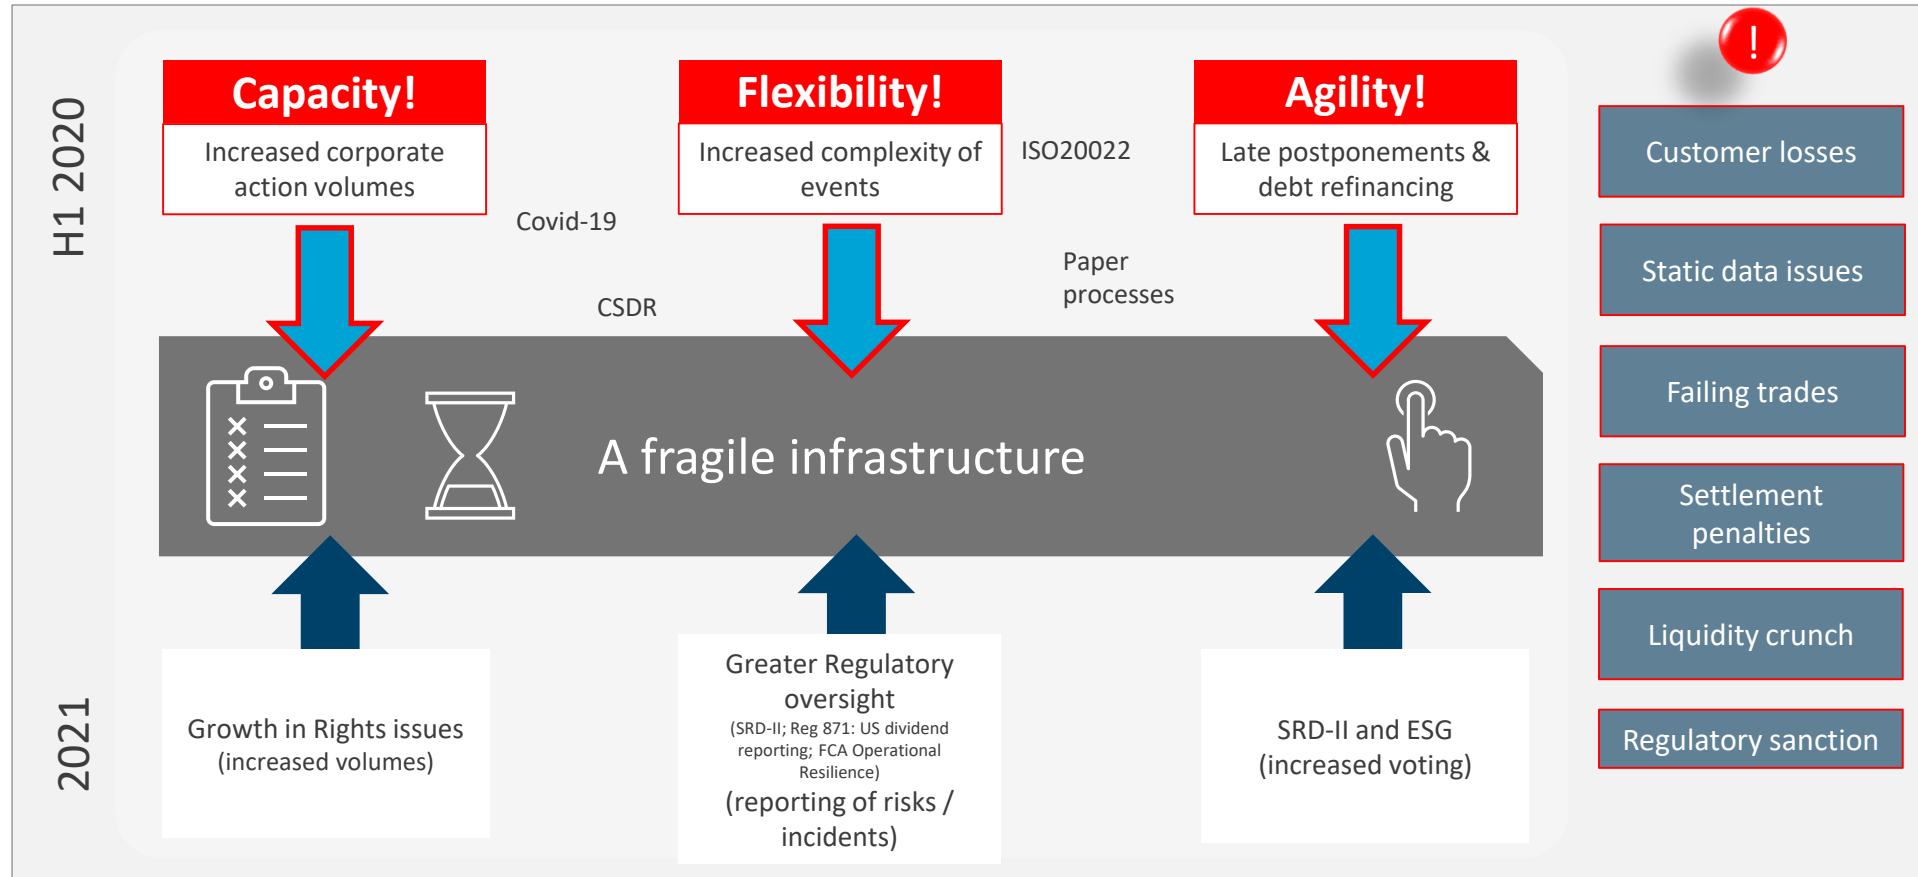 H1 2020
Capacity!
Increased corporate
action volumes
Flexibility!
Increased complexity of
events
Agility!
Late postponements &
debt refinancing
ISO20022
Covid-19
Paper
processes
CSDR
A fragile infrastructure
2021
Growth in Rights issues
(increased volumes)
Greater Regulatory
oversight
(SRD-II; Reg 871: US dividend
reporting; FCA Operational
Resilience)
(reporting of risks /
incidents)
SRD-II and ESG
(increased voting)
!
Customer losses
Static data issues
Failing trades
Settlement
penalties
Liquidity crunch
Regulatory sanction